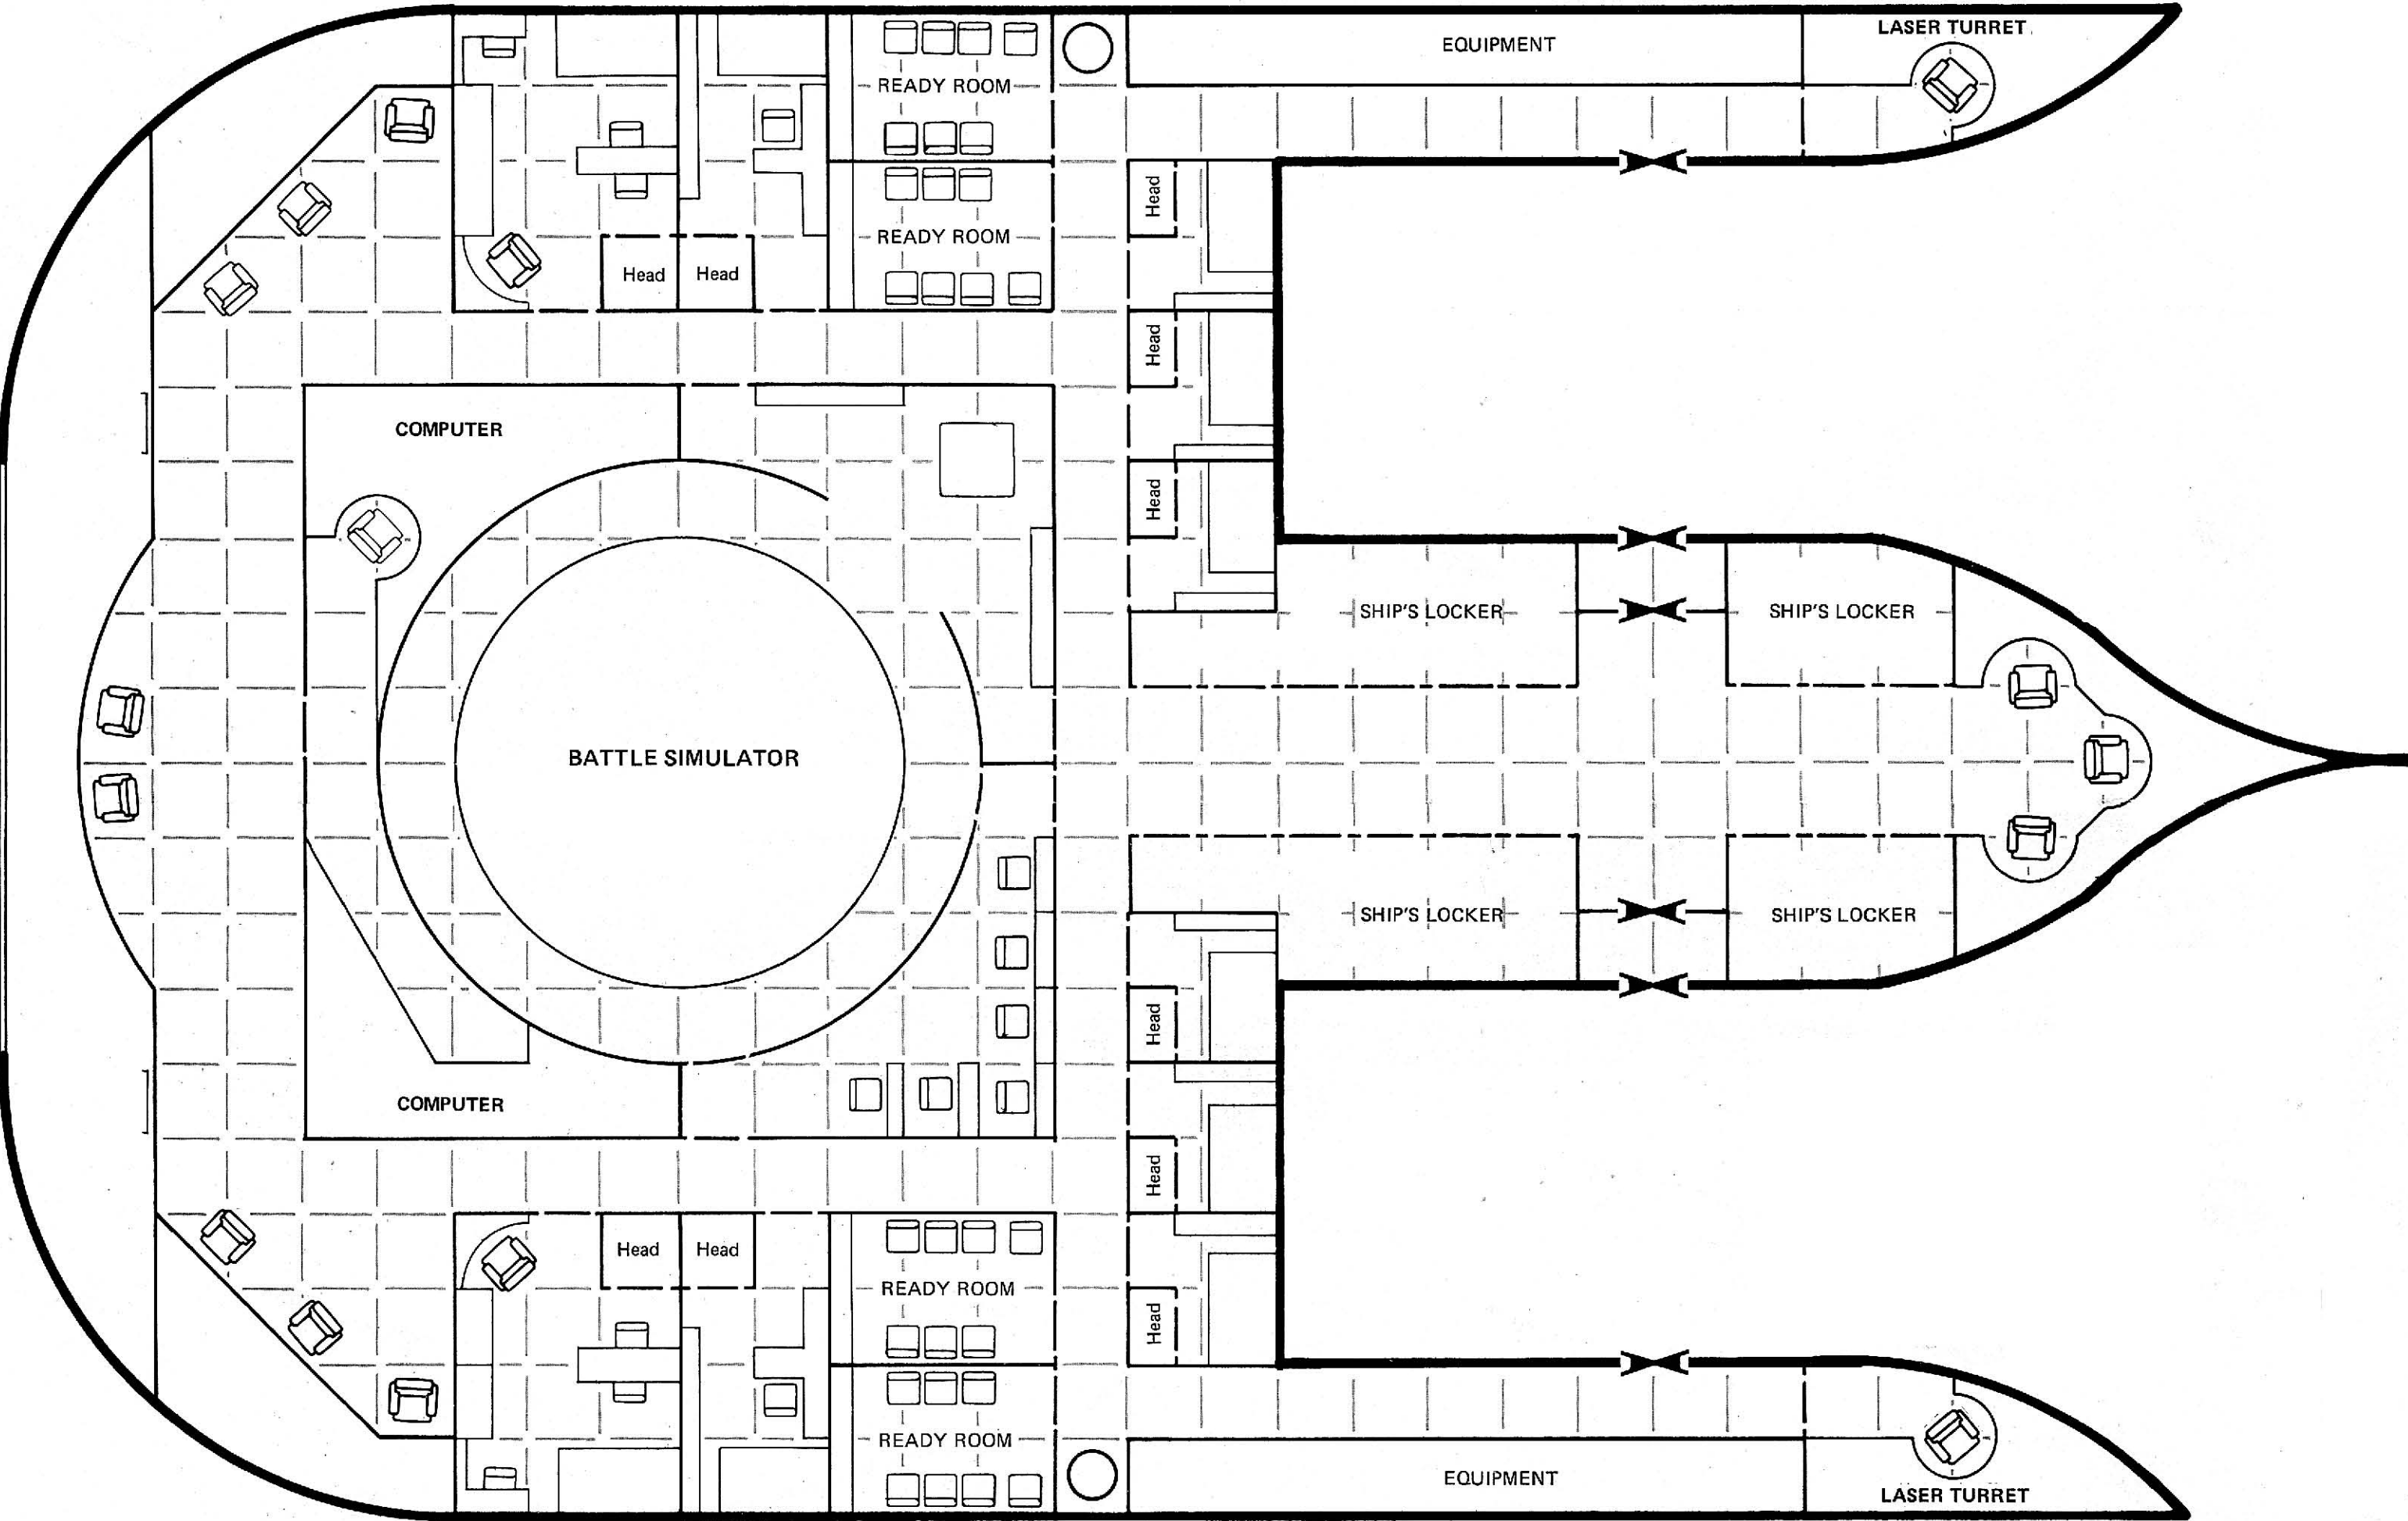 LASER TURRET
EQUIPMENT
READY ROOM
Head
READY ROOM
Head
Head
Head
COMPUTER
Head
SHIP'S LOCKER
SHIP'S LOCKER
BATTLE SIMULATOR
SHIP'S LOCKER
SHIP'S LOCKER
Head
COMPUTER
Head
Head
Head
READY ROOM
Head
READY ROOM
EQUIPMENT
LASER TURRET